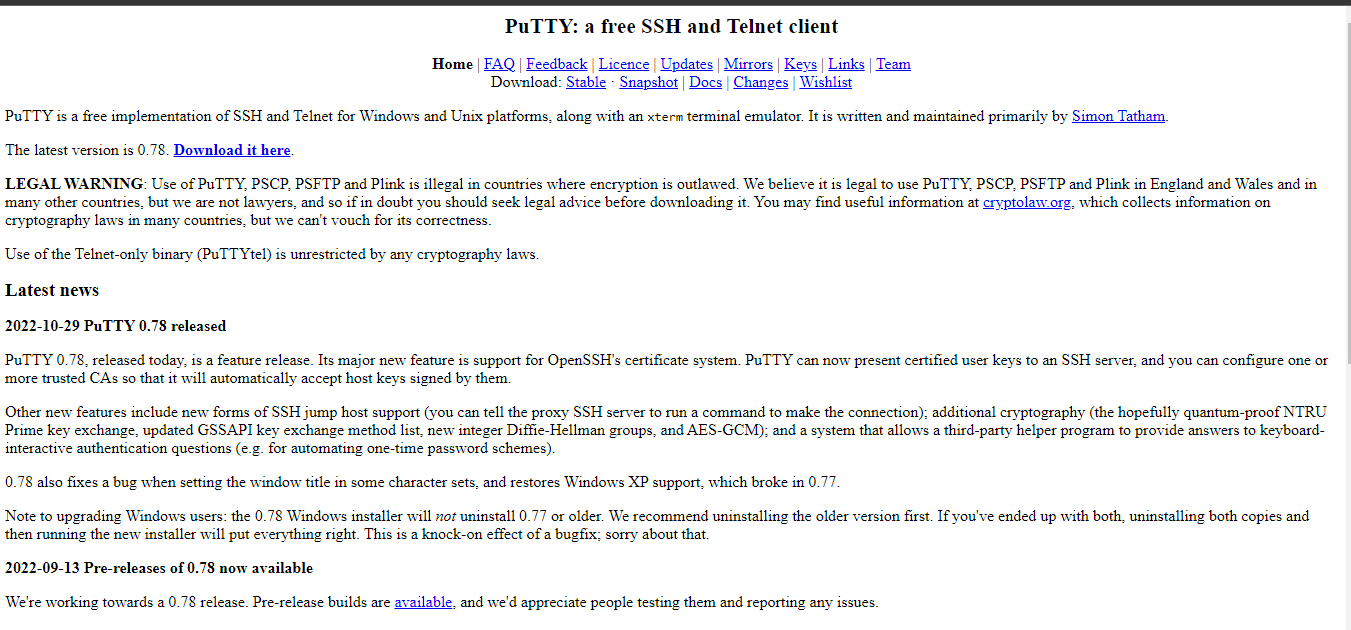 PuTTY: a free SSH and Telnet client
Home | FAQ | Feedback | Licence | Updates | Mirrors | Keys | Links | Team
Download: Stable · Snapshot | Docs | Changes | Wishlist
PuTTY is a free implementation of SSH and Telnet for Windows and Unix platforms, along with an xterm terminal emulator. It is written and maintained primarily by Simon Tatham.
The latest version is 0.78. Download it here.
LEGAL WARNING: Use of PuTTY, PSCP, PSFTP and Plink is illegal in countries where encryption is outlawed. We believe it is legal to use PuTTY, PSCP, PSFTP and Plink in England and Wales and in
many other countries, but we are not lawyers, and so if in doubt you should seek legal advice before downloading it. You may find useful information at cryptolaw.org, which collects information on
cryptography laws in many countries, but we can't vouch for its correctness.
Use of the Telnet-only binary (PuTTYtel) is unrestricted by any cryptography laws.
Latest news
2022-10-29 PuTTY 0.78 released
PuTTY 0.78, released today, is a feature release. Its major new feature is support for OpenSSH's certificate system. PuTTY can now present certified user keys to an SSH server, and you can configure one or
more trusted CAs so that it will automatically accept host keys signed by them.
Other new features include new forms of SSH jump host support (you can tell the proxy SSH server to run a command to make the connection); additional cryptography (the hopefully quantum-proof NTRU
Prime key exchange, updated GSSAPI key exchange method list, new integer Diffie-Hellman groups, and AES-GCM); and a system that allows a third-party helper program to provide answers to keyboard-
interactive authentication questions (e.g. for automating one-time password schemes).
0.78 also fixes a bug when setting the window title in some character sets, and restores Windows XP support, which broke in 0.77.
Note to upgrading Windows users: the 0.78 Windows installer will not uninstall 0.77 or older. We recommend uninstalling the older version first. If you've ended up with both, uninstalling both copies and
then running the new installer will put everything right. This is a knock-on effect of a bugfix; sorry about that.
2022-09-13 Pre-releases of 0.78 now available
We're working towards a 0.78 release. Pre-release builds are available, and we'd appreciate people testing them and reporting any issues.